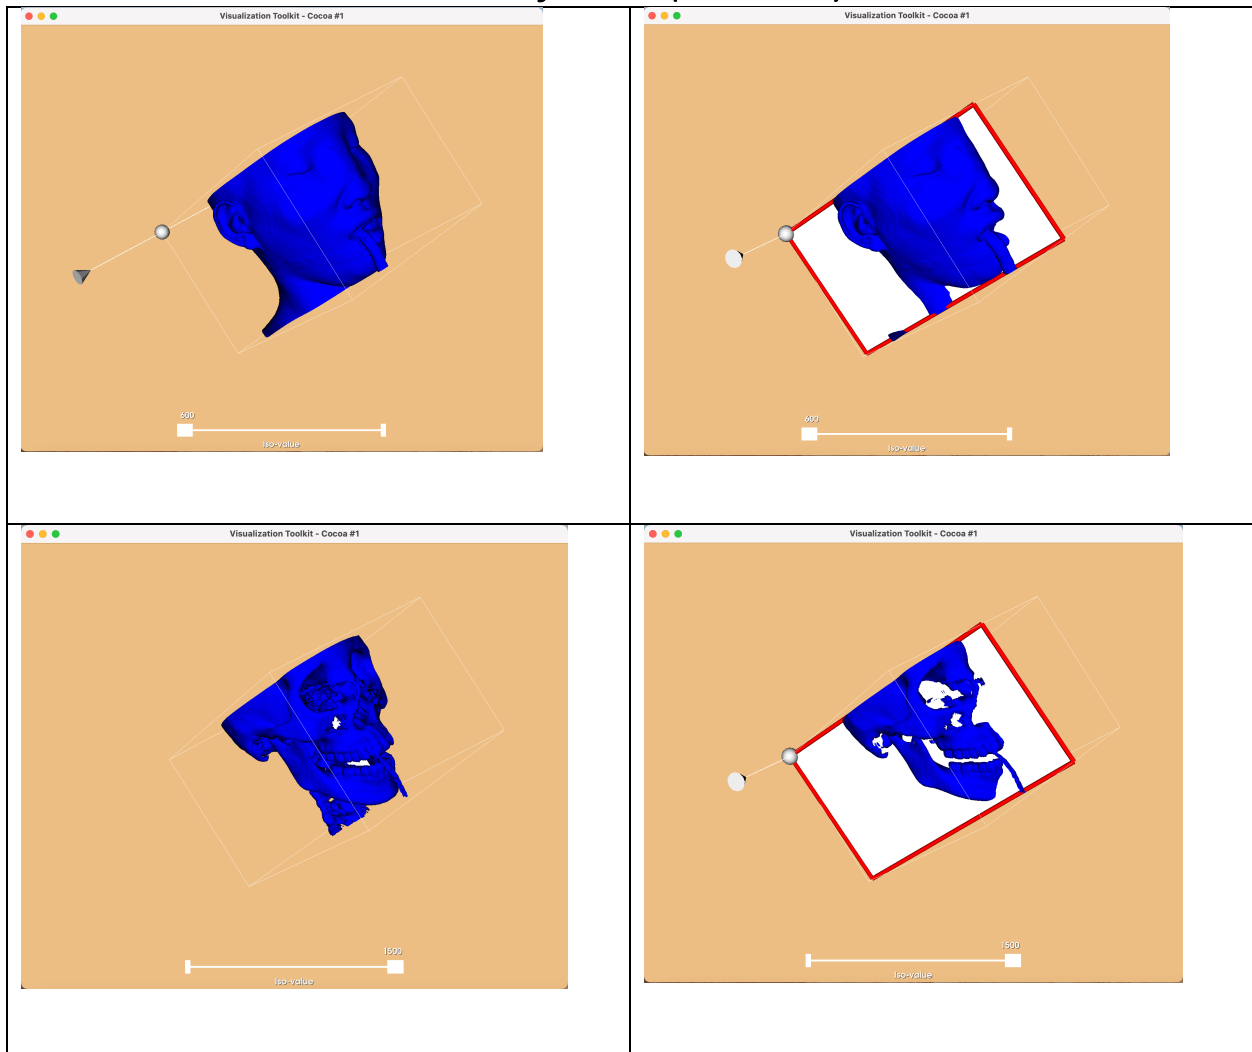 Visualization Toolkit - Cocoa #1
Visualization Toolkit - Cocoa #1
600
Iso-value
600
Iso-value
Visualization Toolkit - Cocoa #1
Visualization Toolkit - Cocoa #1
1500
Iso-value
1500
Iso-value